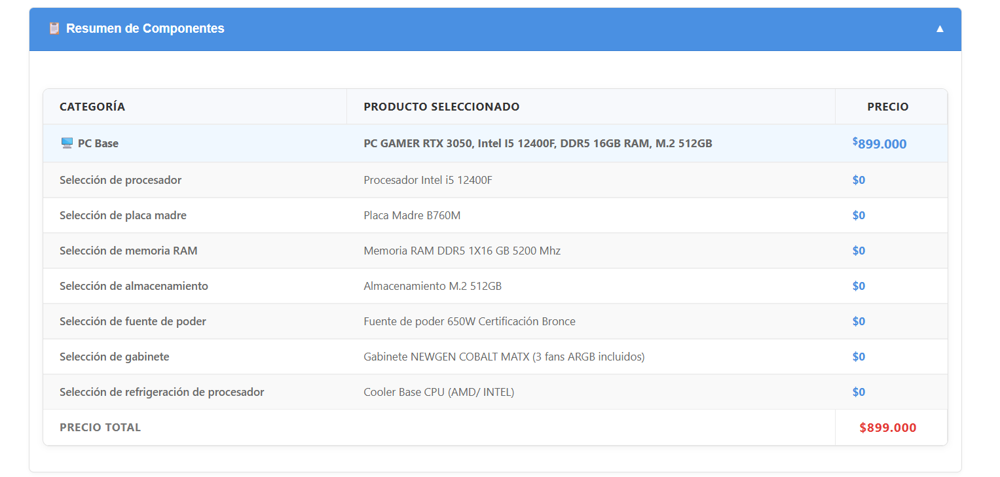 Resumen de Componentes ▲
CATEGORÍA PRODUCTO SELECCIONADO PRECIO
PC Base PC GAMER RTX 3050, Intel I5 12400F, DDR5 16GB RAM, M.2 512GB $899.000
Selección de procesador Procesador Intel i5 12400F $0
Selección de placa madre Placa Madre B760M $0
Selección de memoria RAM Memoria RAM DDR5 1X16 GB 5200 Mhz $0
Selección de almacenamiento Almacenamiento M.2 512GB $0
Selección de fuente de poder Fuente de poder 650W Certificación Bronce $0
Selección de gabinete Gabinete NEWGEN COBALT MATX (3 fans ARGB incluidos) $0
Selección de refrigeración de procesador Cooler Base CPU (AMD/ INTEL) $0
PRECIO TOTAL $899.000